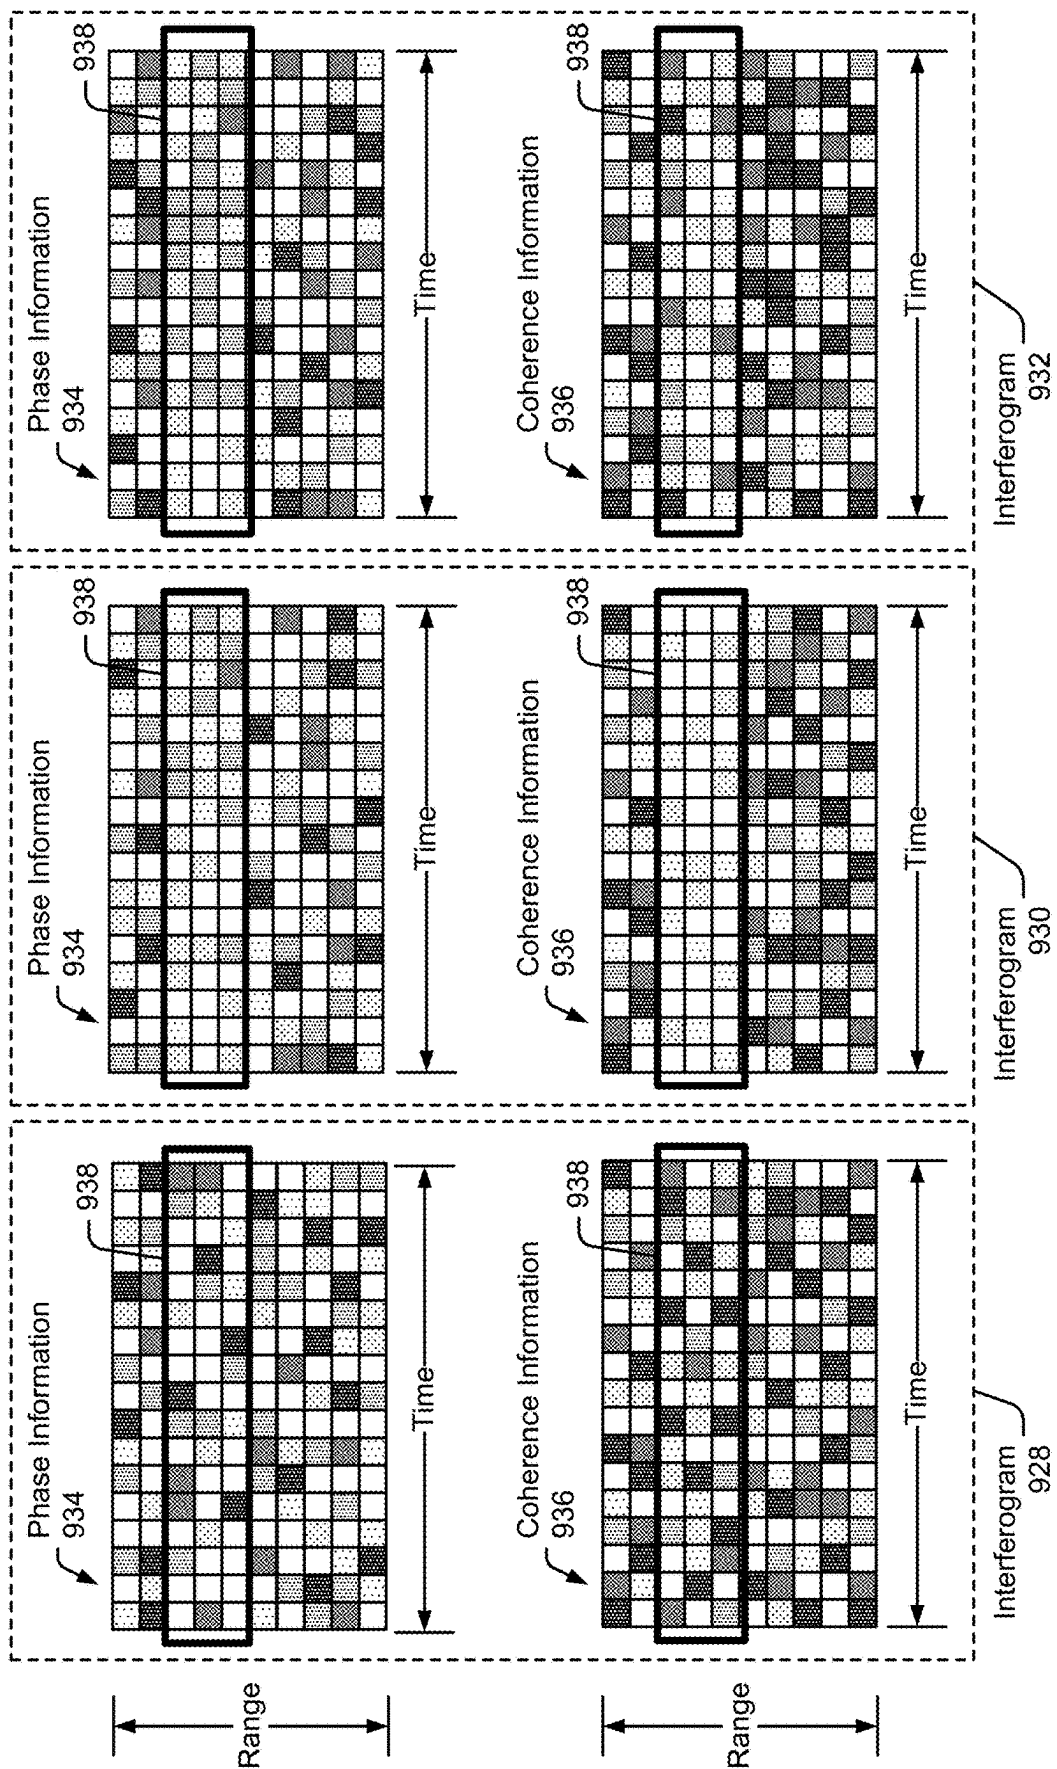 Range
Phase Information
934
938
Time
Phase Information
934
938
Time
Phase Information
934
938
Time
Range
Coherence Information
936
938
Time
Coherence Information
936
938
Time
Coherence Information
936
938
Time
Interferogram
928
Interferogram
930
Interferogram
932